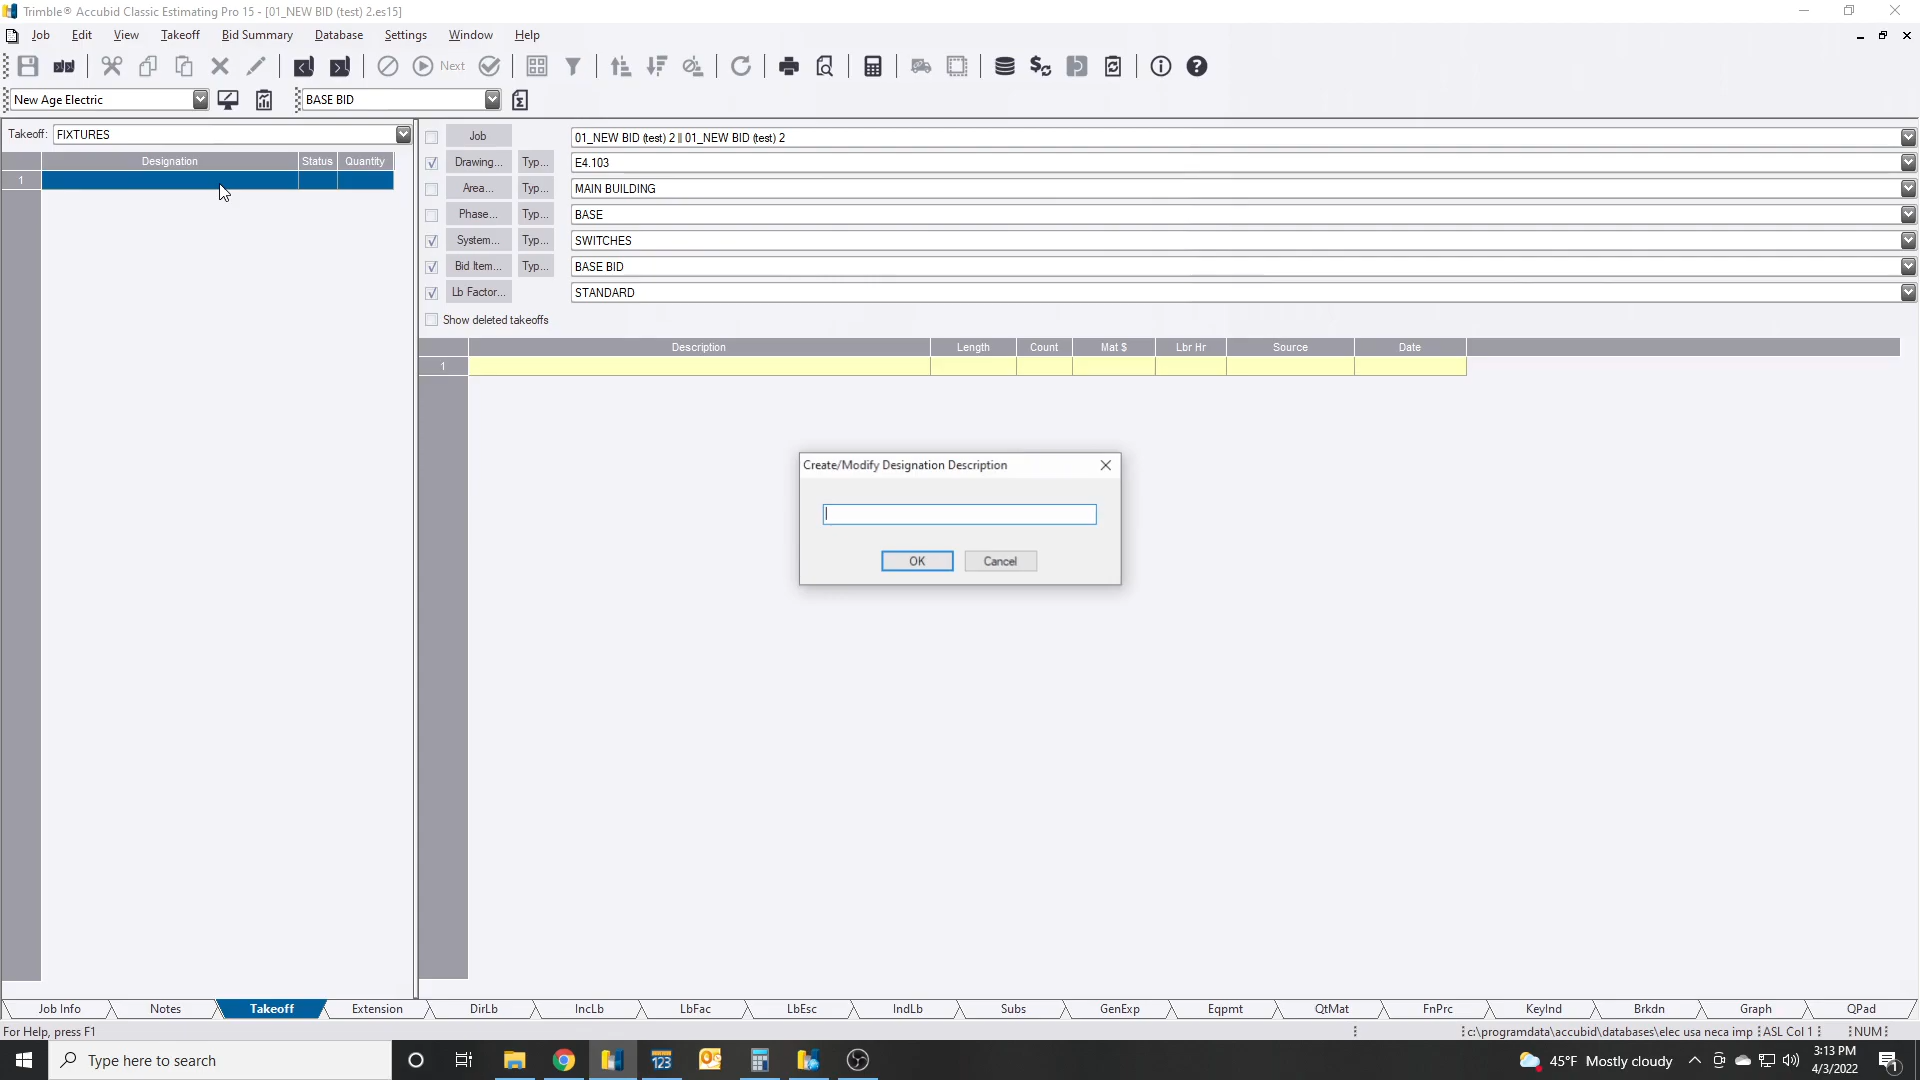 Trimble® Accubid Classic Estimating Pro 15 - [01_NEW BID (test) 2.es15]
Job Edit View Takeoff Bid Summary Database Settings Window Help
Next
New Age Electric BASE BID
Takeoff: FIXTURES
Designation Status Quantity
1
Job 01_NEW BID (test) 2 || 01_NEW BID (test) 2
Drawing... Typ... E4.103
Area... Typ... MAIN BUILDING
Phase... Typ... BASE
System... Typ... SWITCHES
Bid Item... Typ... BASE BID
Lb Factor... STANDARD
Show deleted takeoffs
Description Length Count Mat $ Lbr Hr Source Date
1
Create/Modify Designation Description
OK Cancel
Job Info Notes Takeoff Extension DirLb IncLb LbFac LbEsc IndLb Subs GenExp Eqpmt QtMat FnPrc KeyInd Brkdn Graph QPad
For Help, press F1 c:\programdata\accubid\databases\elec usa neca imp ASL Col 1 NUM
Type here to search 123 45°F Mostly cloudy 3:13 PM
4/3/2022
1